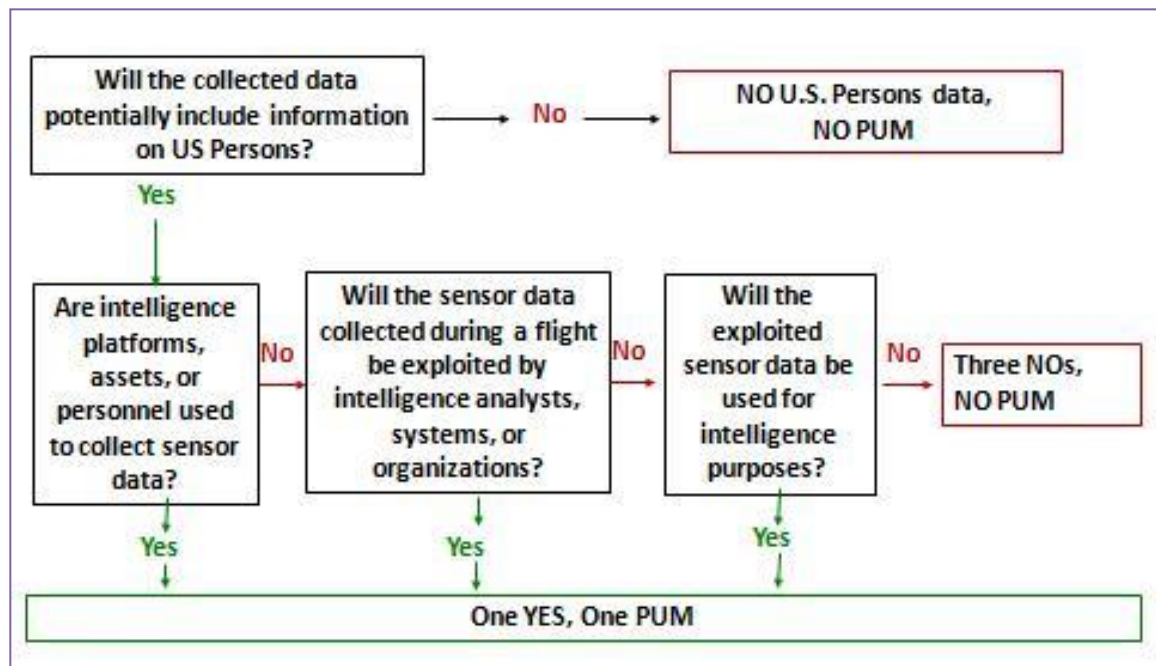 Will the collected data
potentially include information
on US Persons?
No
NO U.S. Persons data,
NO PUM
Yes
Are intelligence
platforms,
assets, or
personnel used
to collect sensor
data?
No
Will the sensor data
collected during a flight
be exploited by
intelligence analysts,
systems, or
organizations?
No
Will the
exploited
sensor data be
used for
intelligence
purposes?
No
Three NOs,
NO PUM
Yes
Yes
Yes
One YES, One PUM